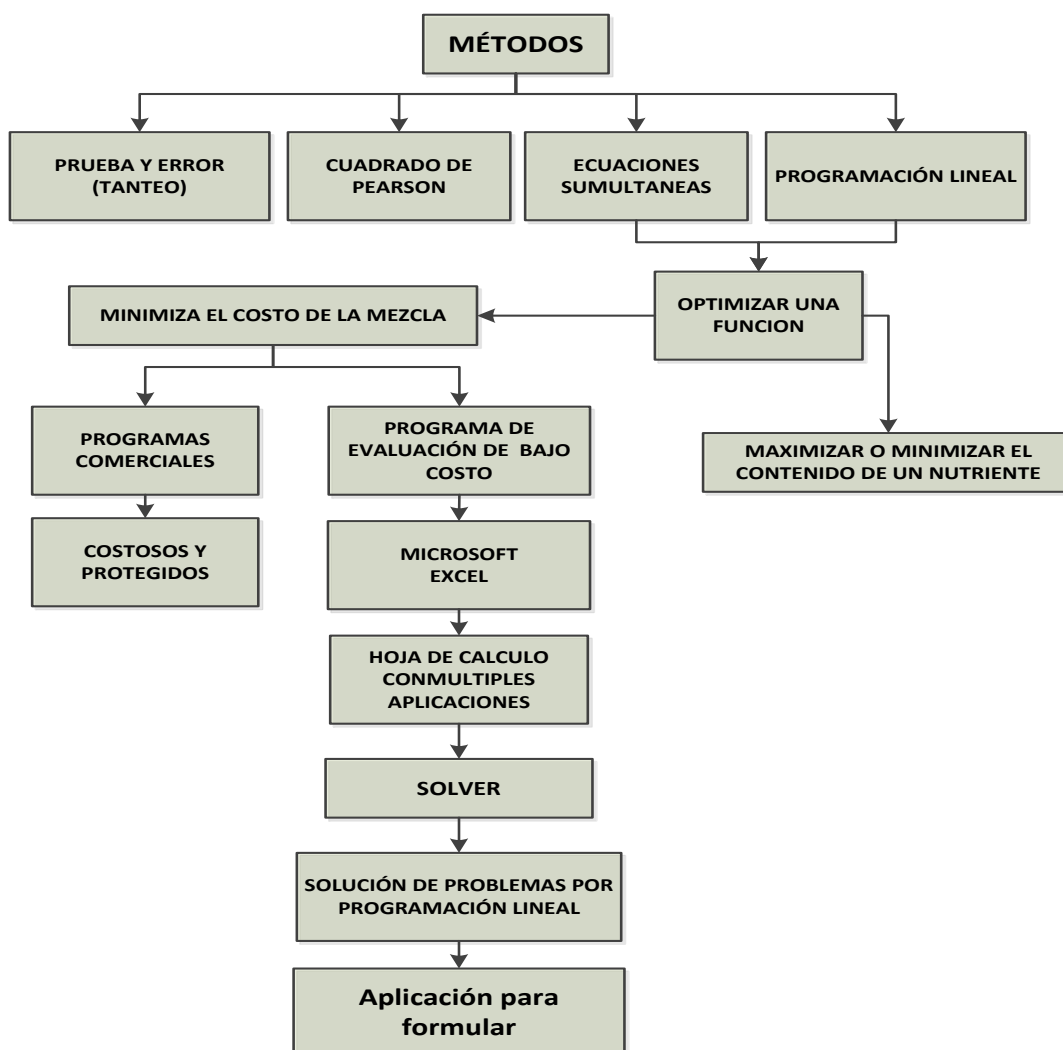 MÉTODOS
PRUEBA Y ERROR
(TANTEO)
CUADRADO DE
PEARSON
ECUACIONES
SUMULTANEAS
PROGRAMACIÓN LINEAL
MINIMIZA EL COSTO DE LA MEZCLA
OPTIMIZAR UNA
FUNCION
PROGRAMAS
COMERCIALES
PROGRAMA DE
EVALUACIÓN DE BAJO
COSTO
MAXIMIZAR O MINIMIZAR EL
CONTENIDO DE UN NUTRIENTE
COSTOSOS Y
PROTEGIDOS
MICROSOFT
EXCEL
HOJA DE CALCULO
CONMULTIPLES
APLICACIONES
SOLVER
SOLUCIÓN DE PROBLEMAS POR
PROGRAMACIÓN LINEAL
Aplicación para
formular